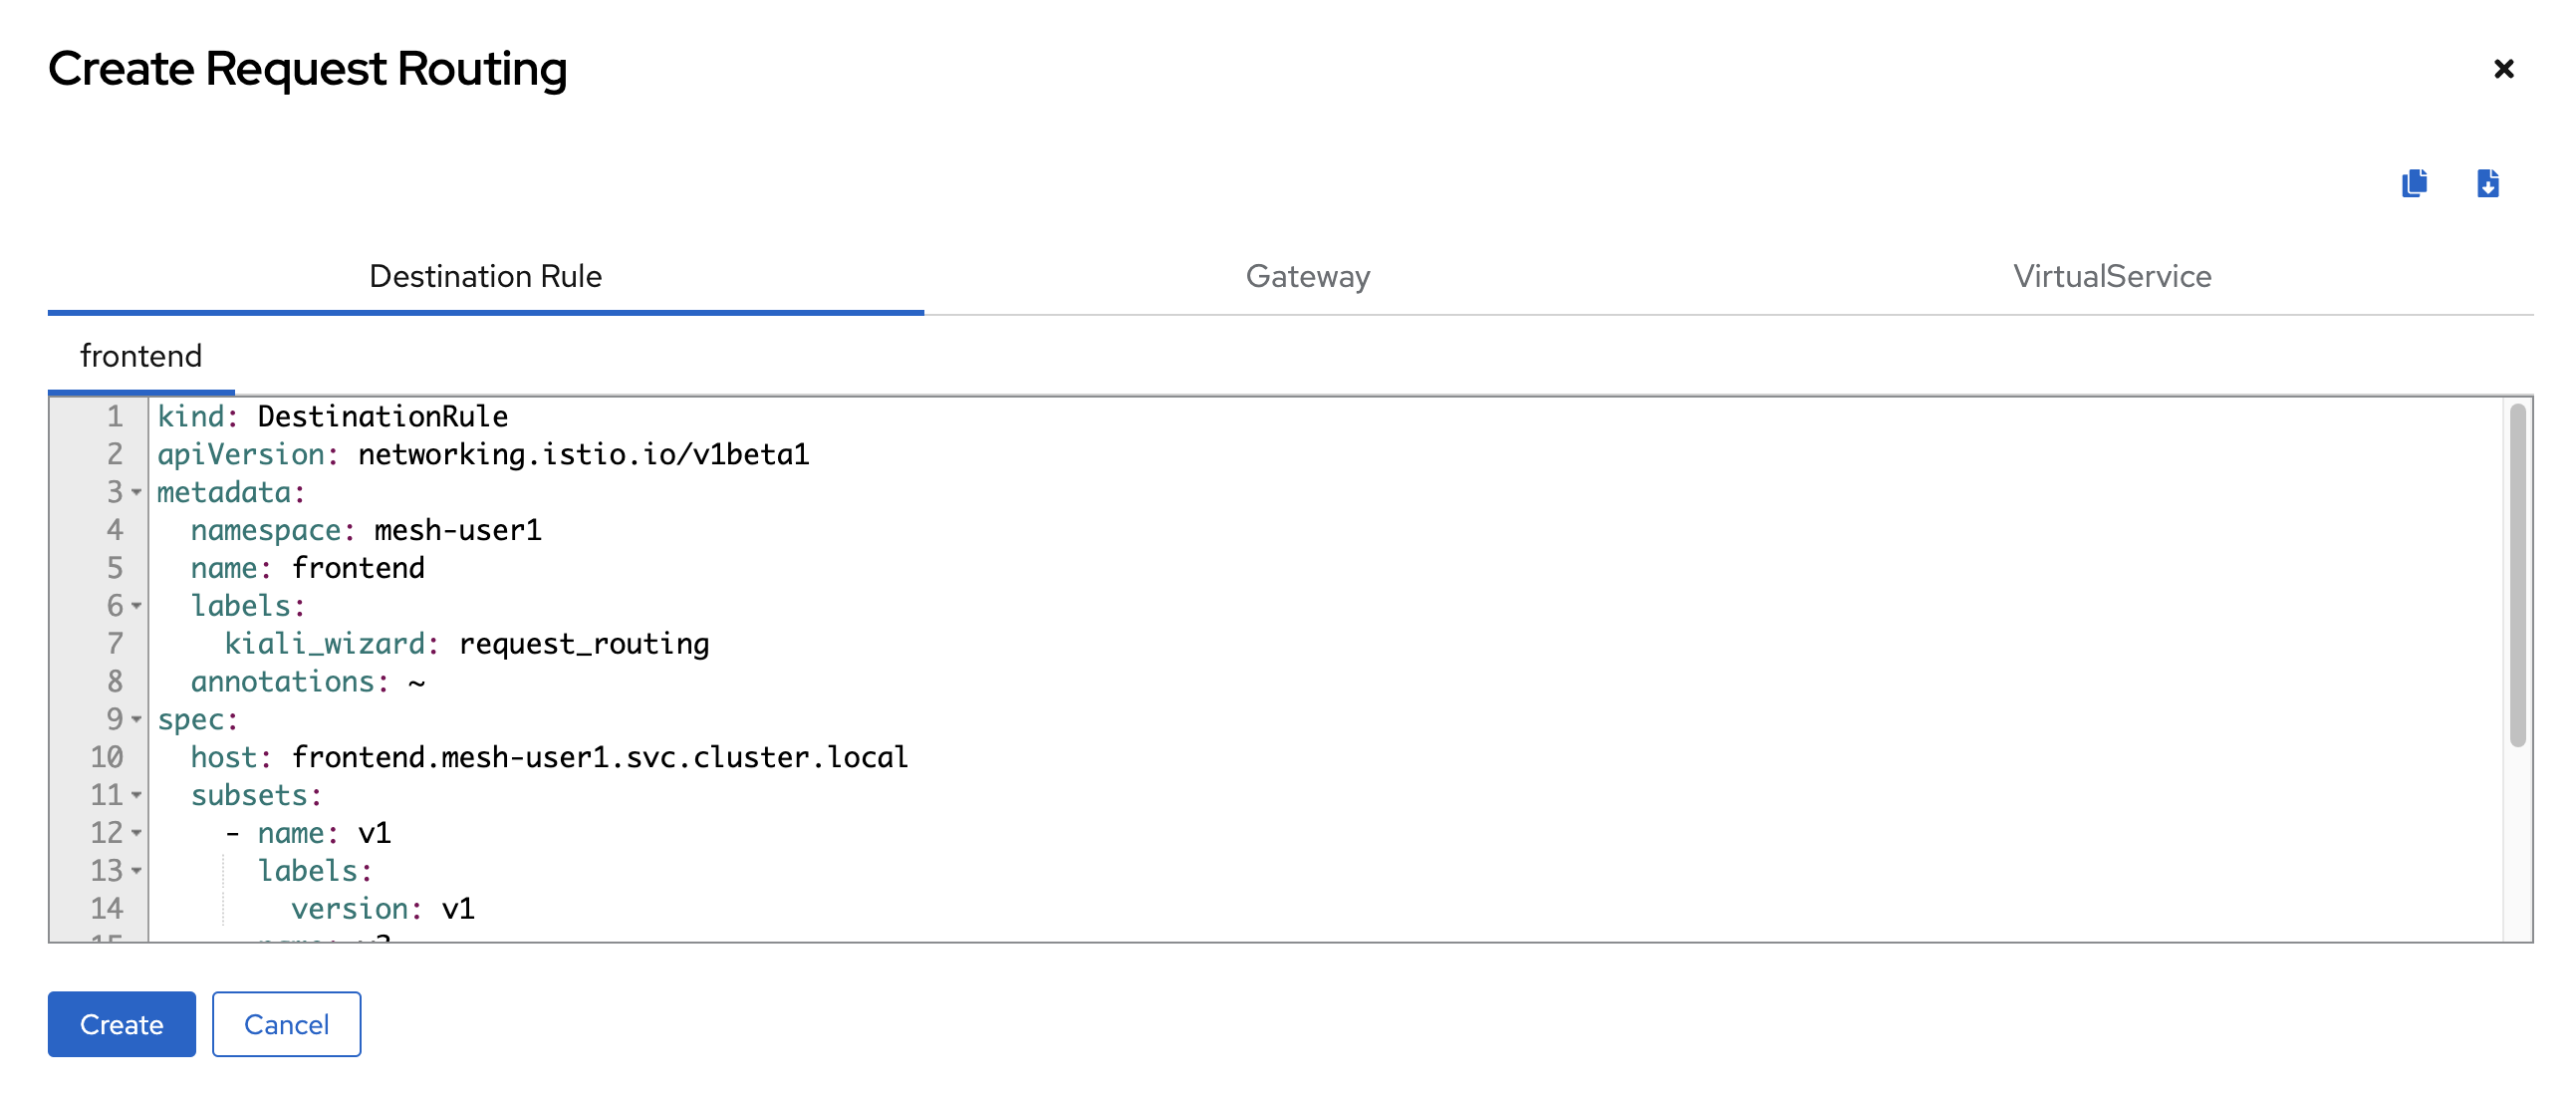 Create Request Routing
Destination Rule
Gateway
VirtualService
frontend
1 kind: DestinationRule
2 apiVersion: networking.istio.io/v1beta1
3 metadata:
4 namespace: mesh-user1
5 name: frontend
6 labels:
7 kiali_wizard: request_routing
8 annotations: ~
9 spec:
10 host: frontend.mesh-user1.svc.cluster.local
11 subsets:
12 - name: v1
13 labels:
14 version: v1
Create
Cancel